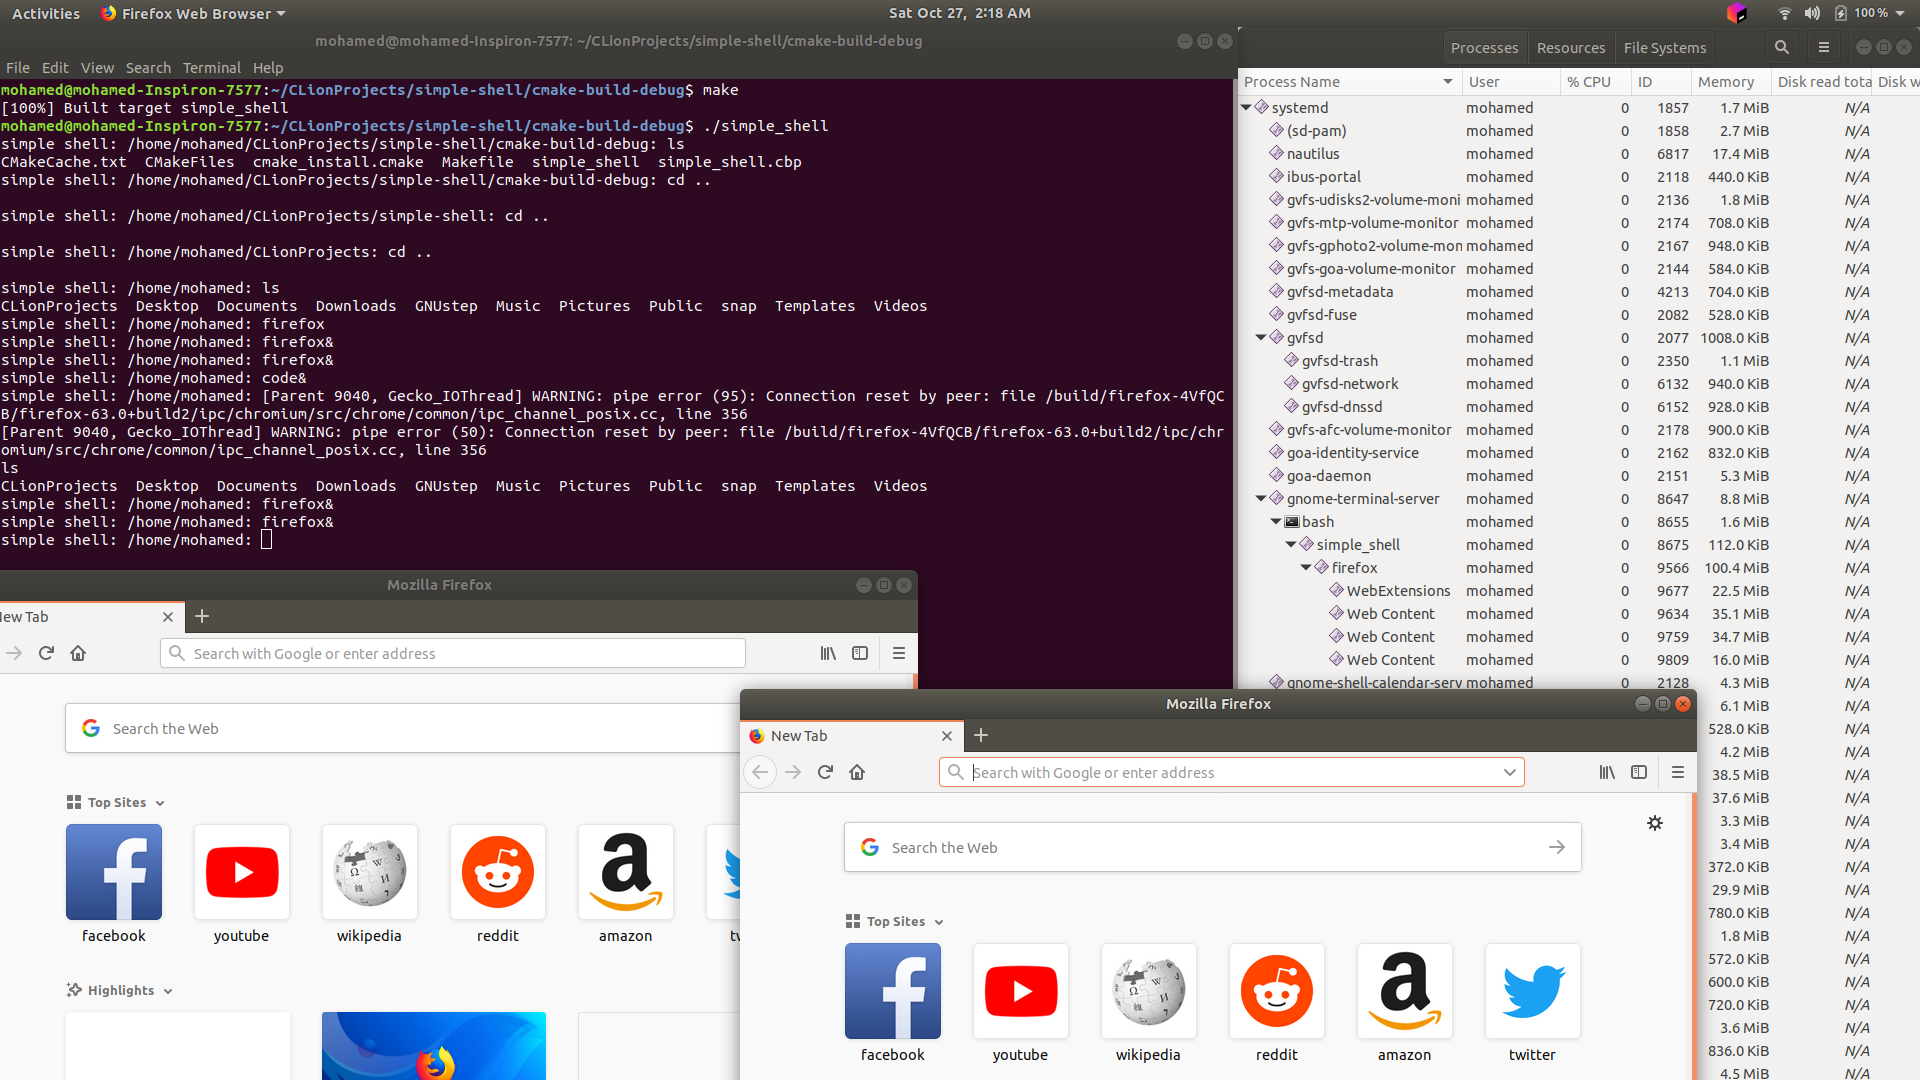 Activities Firefox Web Browser Sat Oct 27, 2:18 AM 100 %
mohamed@mohamed-Inspiron-7577: ~/CLionProjects/simple-shell/cmake-build-debug
File Edit View Search Terminal Help
mohamed@mohamed-Inspiron-7577:~/CLionProjects/simple-shell/cmake-build-debug$ make
[100%] Built target simple_shell
mohamed@mohamed-Inspiron-7577:~/CLionProjects/simple-shell/cmake-build-debug$ ./simple_shell
simple shell: /home/mohamed/CLionProjects/simple-shell/cmake-build-debug: ls
CMakeCache.txt CMakeFiles cmake_install.cmake Makefile simple_shell simple_shell.cbp
simple shell: /home/mohamed/CLionProjects/simple-shell/cmake-build-debug: cd ..
simple shell: /home/mohamed/CLionProjects/simple-shell: cd ..
simple shell: /home/mohamed/CLionProjects: cd ..
simple shell: /home/mohamed: ls
CLionProjects Desktop Documents Downloads GNUstep Music Pictures Public snap Templates Videos
simple shell: /home/mohamed: firefox
simple shell: /home/mohamed: firefox&
simple shell: /home/mohamed: firefox&
simple shell: /home/mohamed: code&
simple shell: /home/mohamed: [Parent 9040, Gecko_IOThread] WARNING: pipe error (95): Connection reset by peer: file /build/firefox-4VfQC
B/firefox-63.0+build2/ipc/chromium/src/chrome/common/ipc_channel_posix.cc, line 356
[Parent 9040, Gecko_IOThread] WARNING: pipe error (50): Connection reset by peer: file /build/firefox-4VfQCB/firefox-63.0+build2/ipc/chr
omium/src/chrome/common/ipc_channel_posix.cc, line 356
ls
CLionProjects Desktop Documents Downloads GNUstep Music Pictures Public snap Templates Videos
simple shell: /home/mohamed: firefox&
simple shell: /home/mohamed: firefox&
simple shell: /home/mohamed:
Processes Resources File Systems
Process Name User % CPU ID Memory Disk read tota Disk w
systemd mohamed 0 1857 1.7 MiB N/A
(sd-pam) mohamed 0 1858 2.7 MiB N/A
nautilus mohamed 0 6817 17.4 MiB N/A
ibus-portal mohamed 0 2118 440.0 KiB N/A
gvfs-udisks2-volume-moni mohamed 0 2136 1.8 MiB N/A
gvfs-mtp-volume-monitor mohamed 0 2174 708.0 KiB N/A
gvfs-gphoto2-volume-mon mohamed 0 2167 948.0 KiB N/A
gvfs-goa-volume-monitor mohamed 0 2144 584.0 KiB N/A
gvfsd-metadata mohamed 0 4213 704.0 KiB N/A
gvfsd-fuse mohamed 0 2082 528.0 KiB N/A
gvfsd mohamed 0 2077 1008.0 KiB N/A
gvfsd-trash mohamed 0 2350 1.1 MiB N/A
gvfsd-network mohamed 0 6132 940.0 KiB N/A
gvfsd-dnssd mohamed 0 6152 928.0 KiB N/A
gvfs-afc-volume-monitor mohamed 0 2178 900.0 KiB N/A
goa-identity-service mohamed 0 2162 832.0 KiB N/A
goa-daemon mohamed 0 2151 5.3 MiB N/A
gnome-terminal-server mohamed 0 8647 8.8 MiB N/A
bash mohamed 0 8655 1.6 MiB N/A
simple_shell mohamed 0 8675 112.0 KiB N/A
firefox mohamed 0 9566 100.4 MiB N/A
WebExtensions mohamed 0 9677 22.5 MiB N/A
Web Content mohamed 0 9634 35.1 MiB N/A
Web Content mohamed 0 9759 34.7 MiB N/A
Web Content mohamed 0 9809 16.0 MiB N/A
gnome-shell-calendar-serv mohamed 0 2128 4.3 MiB N/A
6.1 MiB N/A
528.0 KiB N/A
4.2 MiB N/A
38.5 MiB N/A
37.6 MiB N/A
3.3 MiB N/A
3.4 MiB N/A
372.0 KiB N/A
29.9 MiB N/A
780.0 KiB N/A
1.8 MiB N/A
572.0 KiB N/A
600.0 KiB N/A
720.0 KiB N/A
3.6 MiB N/A
836.0 KiB N/A
4.5 MiB N/A
Mozilla Firefox
New Tab
Search with Google or enter address
Search the Web
Top Sites
facebook youtube wikipedia reddit amazon tw
Highlights
Mozilla Firefox
New Tab
Search with Google or enter address
Search the Web
Top Sites
facebook youtube wikipedia reddit amazon twitter